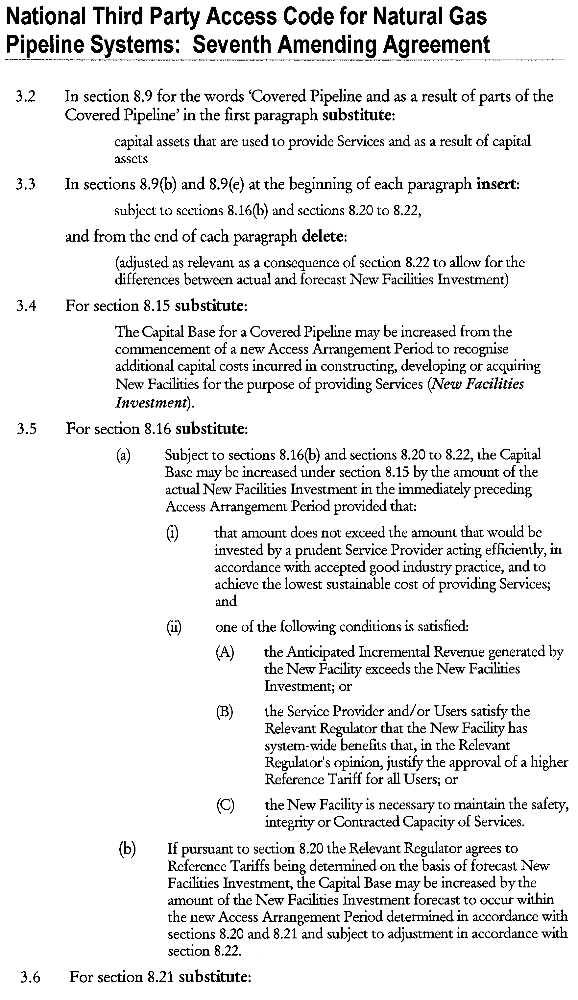 National Third Party Access Code for Natural Gas
Pipeline Systems: Seventh Amending Agreement
3.2 In section 8.9 for the words ‘Covered Pipeline and as a result of parts of the
Covered Pipeline’ in the first paragraph substitute:
capital assets that are used to provide Services and as a result of capital
assets
3.3 In sections 8.9(b) and 8.9(e) at the beginning of each paragraph insert:
subject to sections 8.16(b) and sections 8.20 to 8.22,
and from the end of each paragraph delete:
(adjusted as relevant as a consequence of section 8.22 to allow for the
differences between actual and forecast New Facilities Investment)
3.4 For section 8.15 substitute:
The Capital Base for a Covered Pipeline may be increased from the
commencement of a new Access Arrangement Period to recognise
additional capital costs incurred in constructing, developing or acquiring
New Facilities for the purpose of providing Services (New Facilities
Investment).
3.5 For section 8.16 substitute:
(a) Subject to sections 8.16(b) and sections 8.20 to 8.22, the Capital
Base may be increased under section 8.15 by the amount of the
actual New Facilities Investment in the immediately preceding
Access Arrangement Period provided that:
(i) that amount does not exceed the amount that would be
invested by a prudent Service Provider acting efficiently, in
accordance with accepted good industry practice, and to
achieve the lowest sustainable cost of providing Services;
and
(ii) one of the following conditions is satisfied:
(A) the Anticipated Incremental Revenue generated by
the New Facility exceeds the New Facilities
Investment; or
(B) the Service Provider and/or Users satisfy the
Relevant Regulator that the New Facility has
system-wide benefits that, in the Relevant
Regulator's opinion, justify the approval of a higher
Reference Tariff for all Users; or
(C) the New Facility is necessary to maintain the safety,
integrity or Contracted Capacity of Services.
(b) If pursuant to section 8.20 the Relevant Regulator agrees to
Reference Tariffs being determined on the basis of forecast New
Facilities Investment, the Capital Base may be increased by the
amount of the New Facilities Investment forecast to occur within
the new Access Arrangement Period determined in accordance with
sections 8.20 and 8.21 and subject to adjustment in accordance with
section 8.22.
3.6 For section 8.21 substitute: